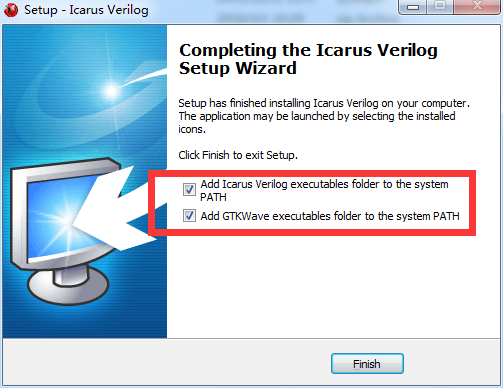 Setup - Icarus Verilog
Completing the Icarus Verilog
Setup Wizard
Setup has finished installing Icarus Verilog on your computer.
The application may be launched by selecting the installed
icons.
Click Finish to exit Setup.
Add Icarus Verilog executables folder to the system
PATH
Add GTKWave executables folder to the system PATH
Finish